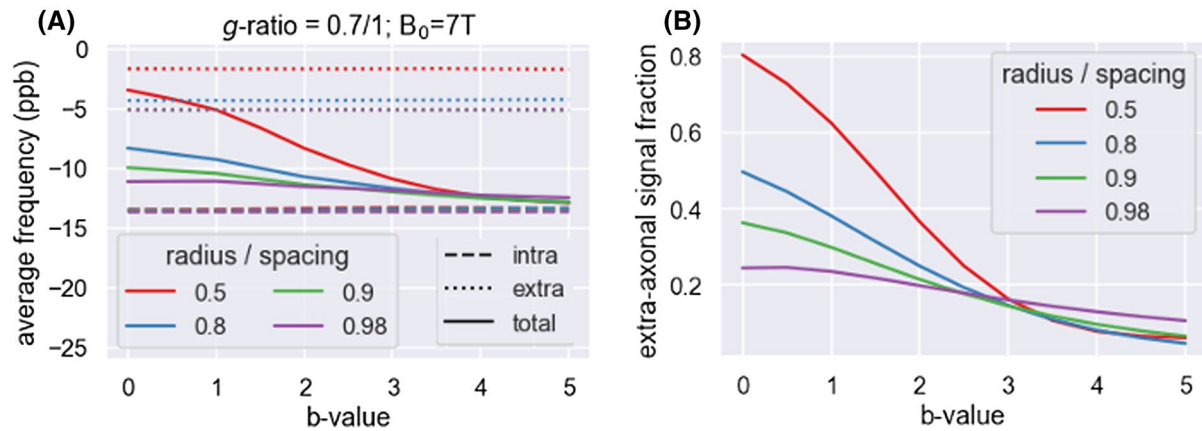 (A)
g-ratio = 0.7/1; B₀=7T
average frequency (ppb)
0
−5
−10
−15
−20
−25
radius / spacing
0.5
0.9
0.8
0.98
intra
extra
total
0 1 2 3 4 5
b-value
(B)
extra-axonal signal fraction
0.8
0.6
0.4
0.2
radius / spacing
0.5
0.8
0.9
0.98
0 1 2 3 4 5
b-value